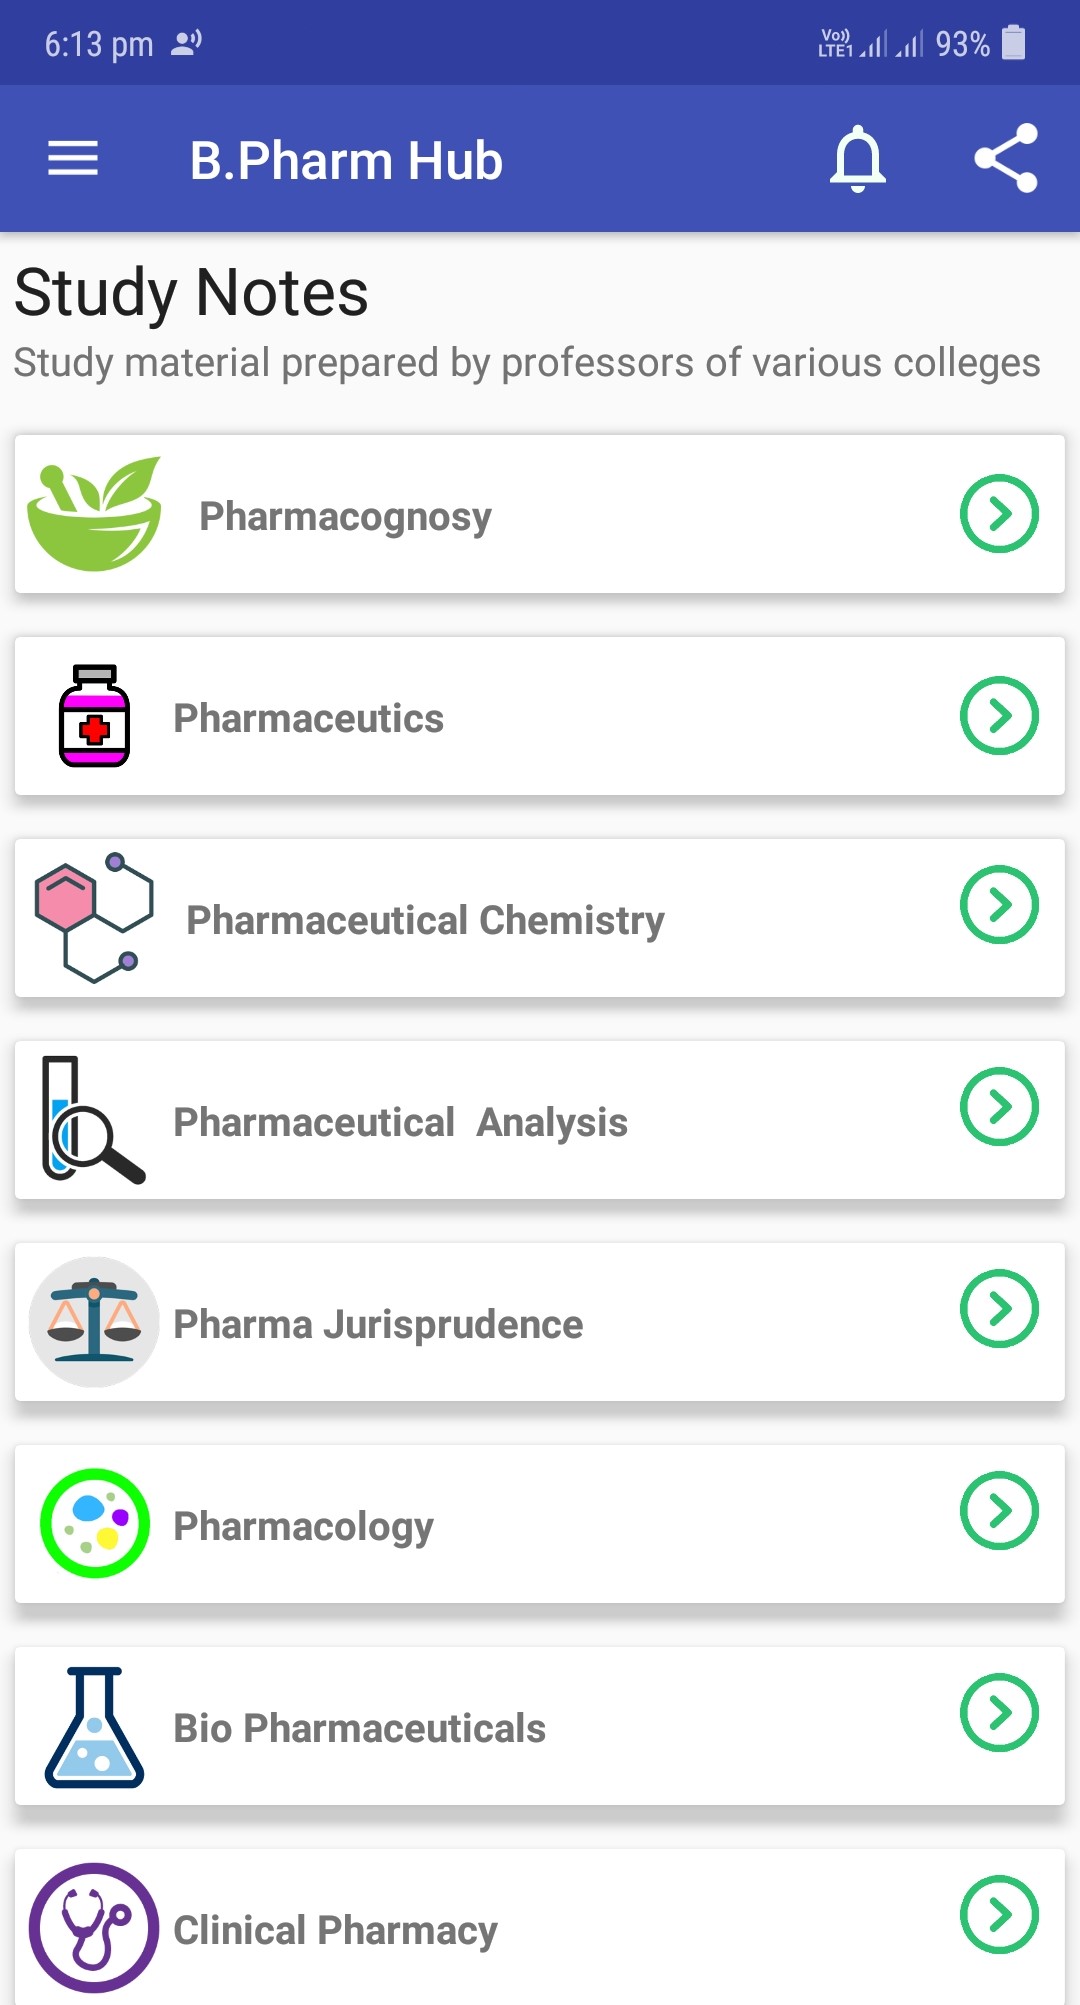 6:13 pm
Vo)) LTE1 93%
B.Pharm Hub
Study Notes
Study material prepared by professors of various colleges
Pharmacognosy
Pharmaceutics
Pharmaceutical Chemistry
Pharmaceutical  Analysis
Pharma Jurisprudence
Pharmacology
Bio Pharmaceuticals
Clinical Pharmacy